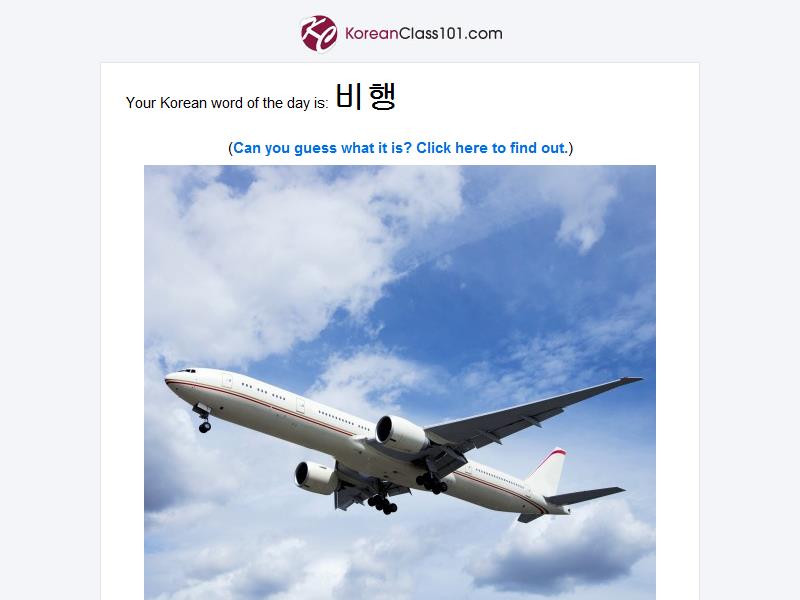 KoreanClass101.com
Your Korean word of the day is: 비행
(Can you guess what it is? Click here to find out.)